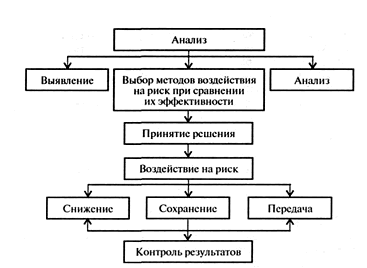 Анализ
Выявление
Выбор методов воздействия
на риск при сравнении
их эффективности
Анализ
Принятие решения
Воздействие на риск
Снижение
Сохранение
Передача
Контроль результатов